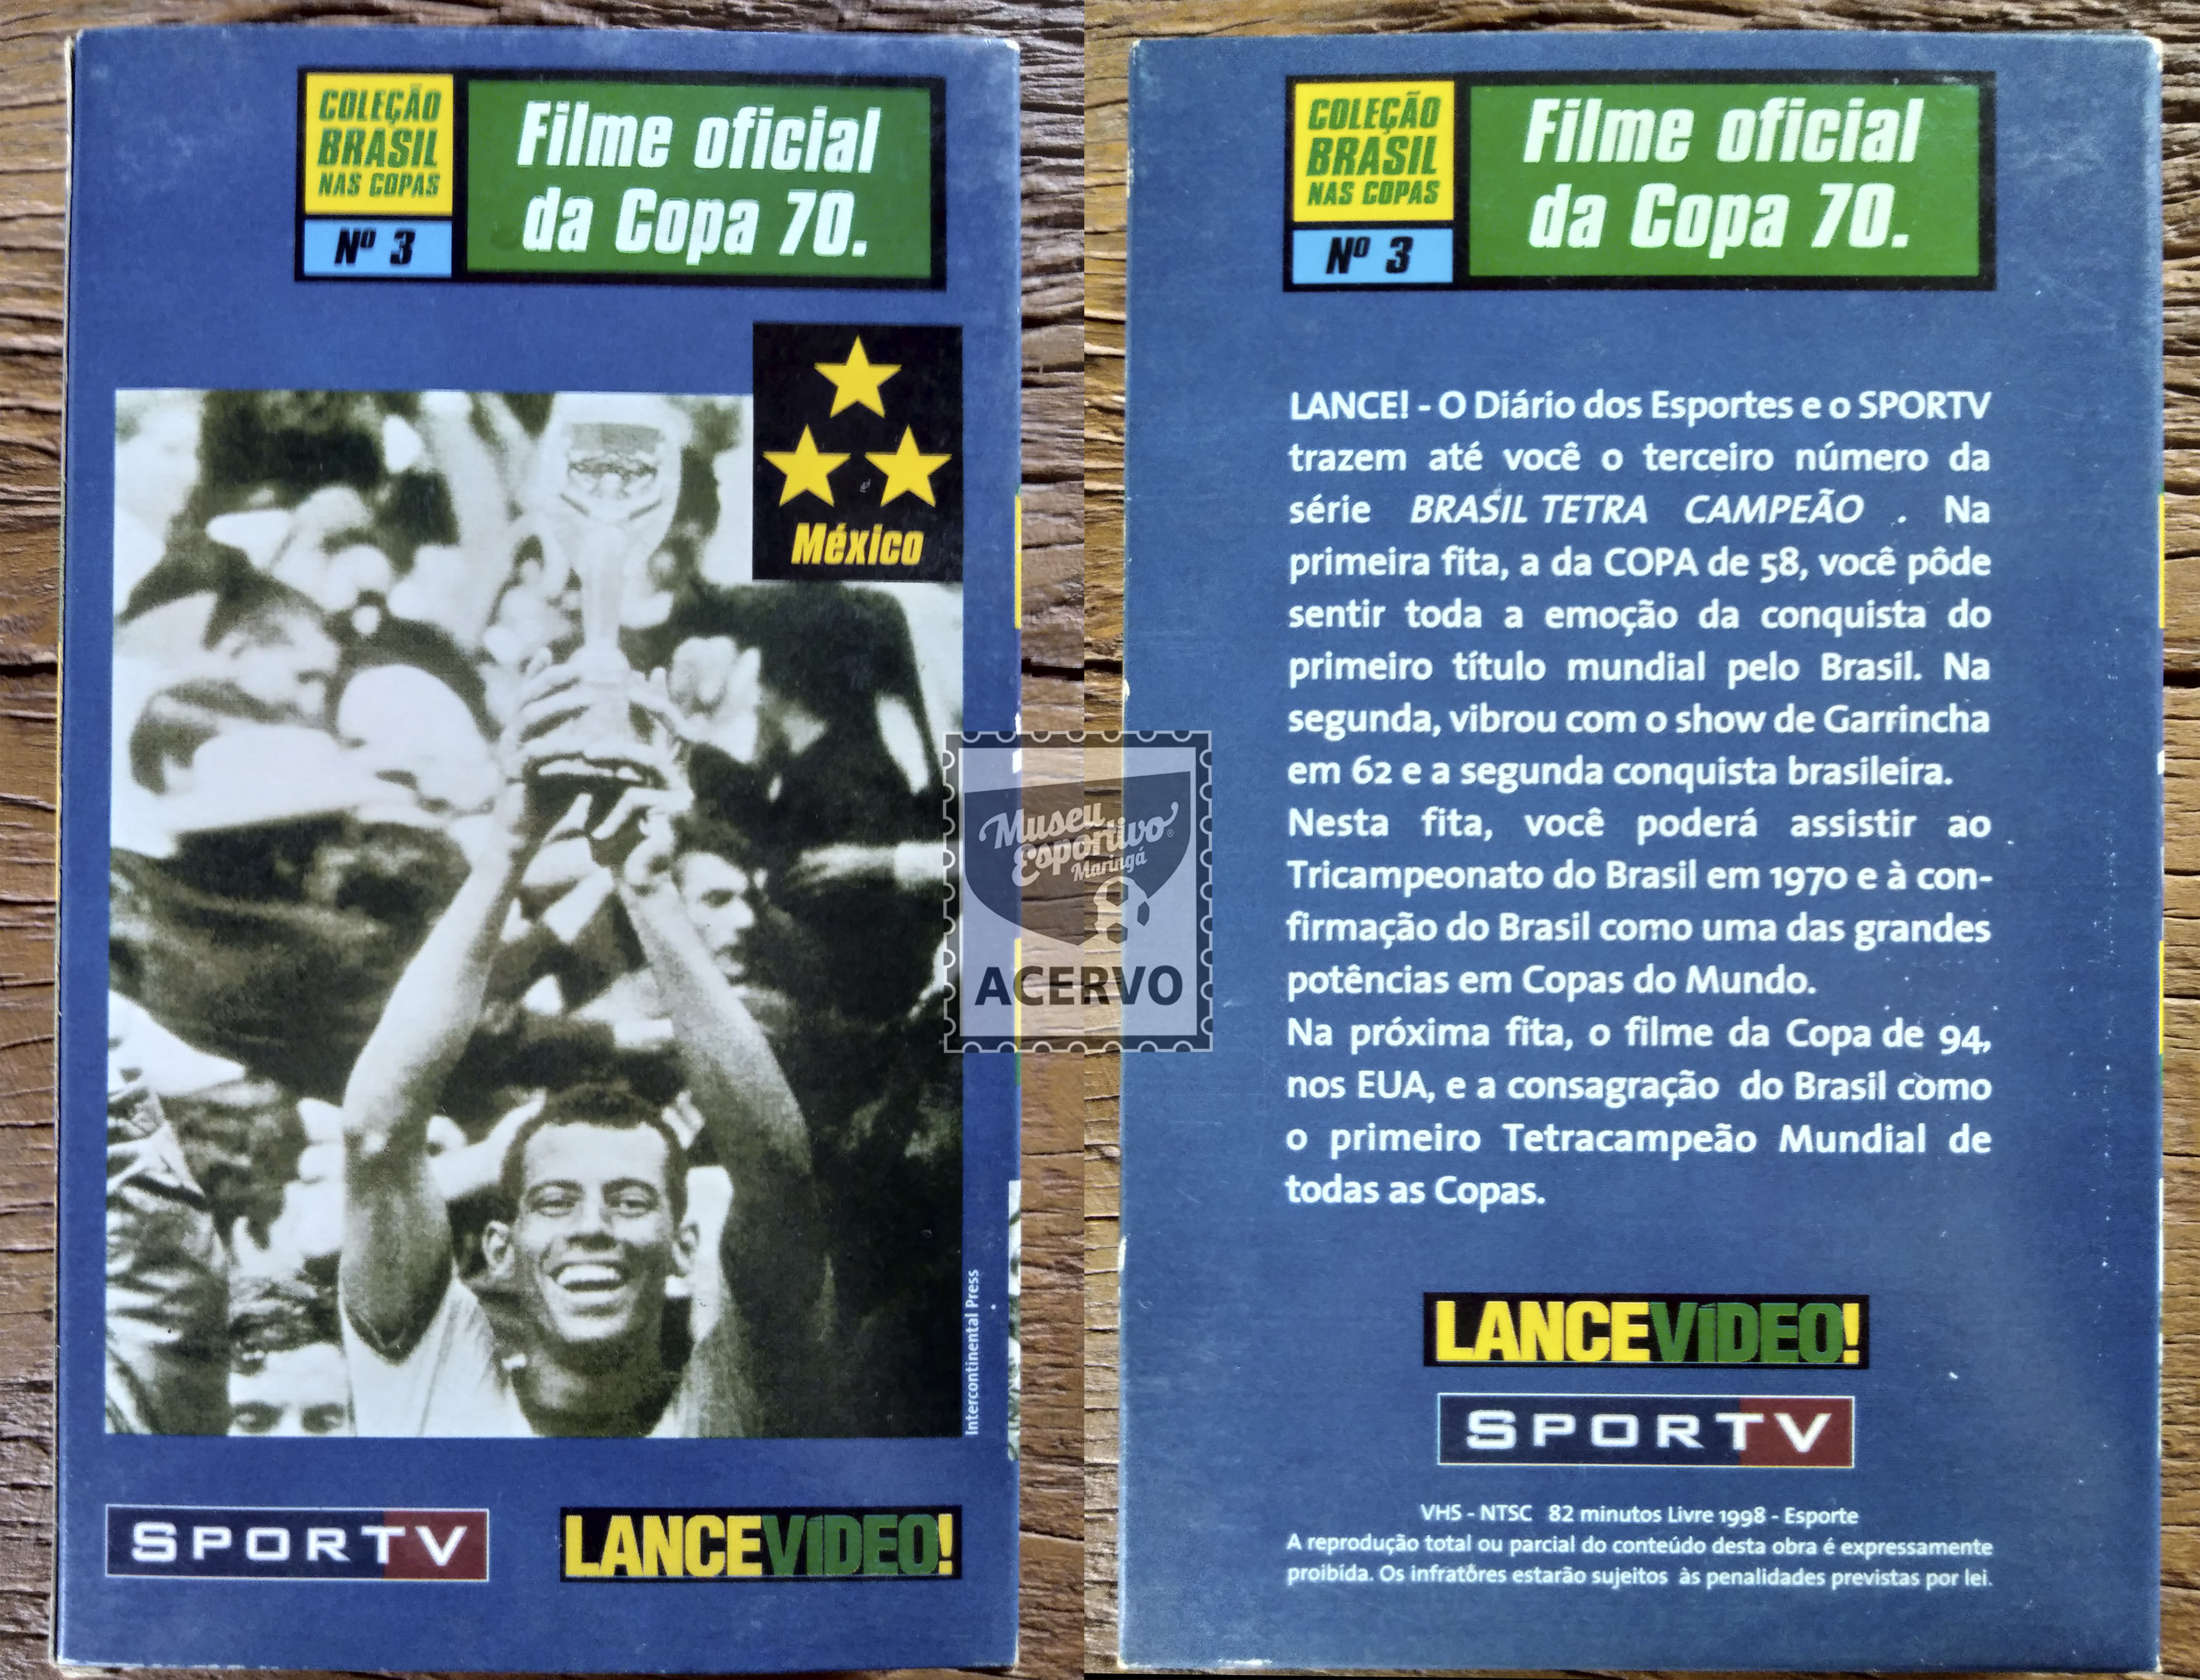 COLEÇÃO
BRASIL
NAS COPAS
Nº 3
Filme oficial
da Copa 70.
México
Intercontinental Press
SPORTV
LANCEVÍDEO!
COLEÇÃO
BRASIL
NAS COPAS
Nº 3
Filme oficial
da Copa 70.
LANCE! - O Diário dos Esportes e o SPORTV
trazem até você o terceiro número da
série BRASIL TETRA CAMPEÃO . Na
primeira fita, a da COPA de 58, você pôde
sentir toda a emoção da conquista do
primeiro título mundial pelo Brasil. Na
segunda, vibrou com o show de Garrincha
em 62 e a segunda conquista brasileira.
Nesta fita, você poderá assistir ao
Tricampeonato do Brasil em 1970 e à con-
firmação do Brasil como uma das grandes
potências em Copas do Mundo.
Na próxima fita, o filme da Copa de 94,
nos EUA, e a consagração do Brasil como
o primeiro Tetracampeão Mundial de
todas as Copas.
LANCEVÍDEO!
SPORTV
VHS - NTSC 82 minutos Livre 1998 - Esporte
A reprodução total ou parcial do conteúdo desta obra é expressamente
proibída. Os infratores estarão sujeitos às penalidades previstas por lei.
Museu
Esportivo®
Maringá
ACERVO